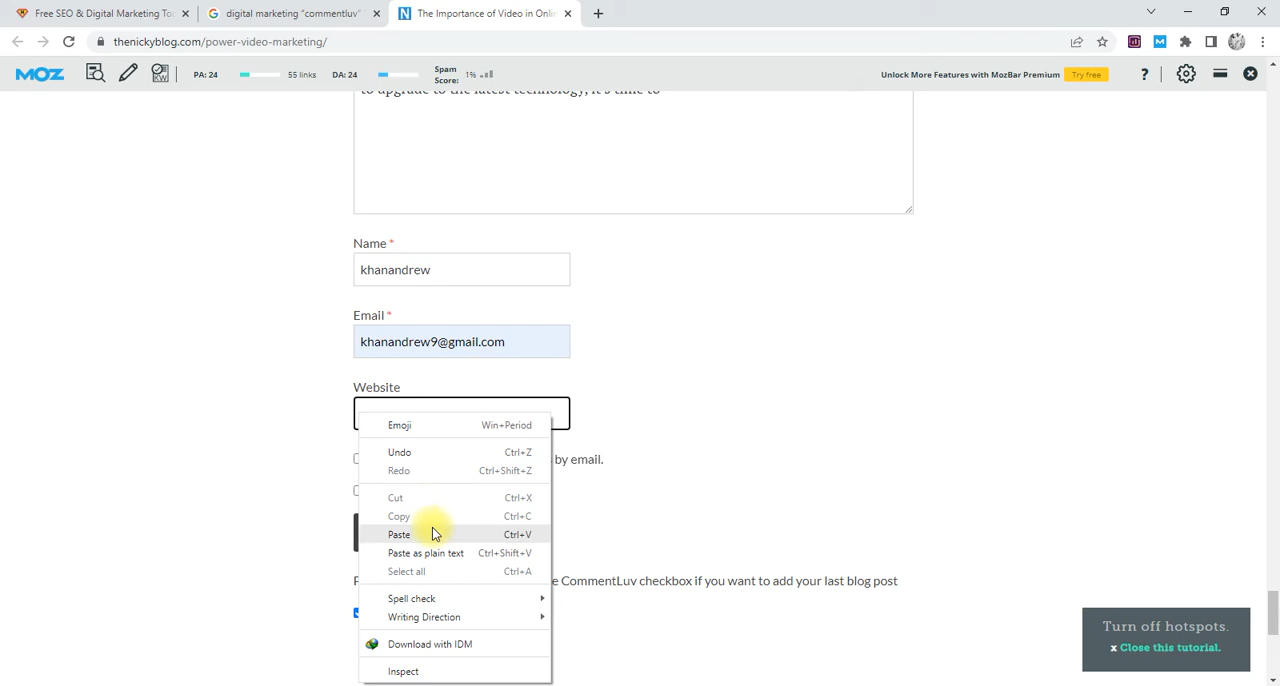 Free SEO & Digital Marketing Too
digital marketing "commentluv"
The Importance of Video in Onlin
thenickyblog.com/power-video-marketing/
MOZ
PA: 24
55 links
DA: 24
Spam Score: 1%
Unlock More Features with MozBar Premium
Try free
?
to upgrade to the latest technology, it's time to
Name *
khanandrew
Email *
khanandrew9@gmail.com
Website
Emoji Win+Period
Undo Ctrl+Z
by email.
Redo Ctrl+Shift+Z
Cut Ctrl+X
Copy Ctrl+C
Paste Ctrl+V
Paste as plain text Ctrl+Shift+V
Select all Ctrl+A
CommentLuv checkbox if you want to add your last blog post
Spell check
Writing Direction
Download with IDM
Inspect
Turn off hotspots.
x Close this tutorial.